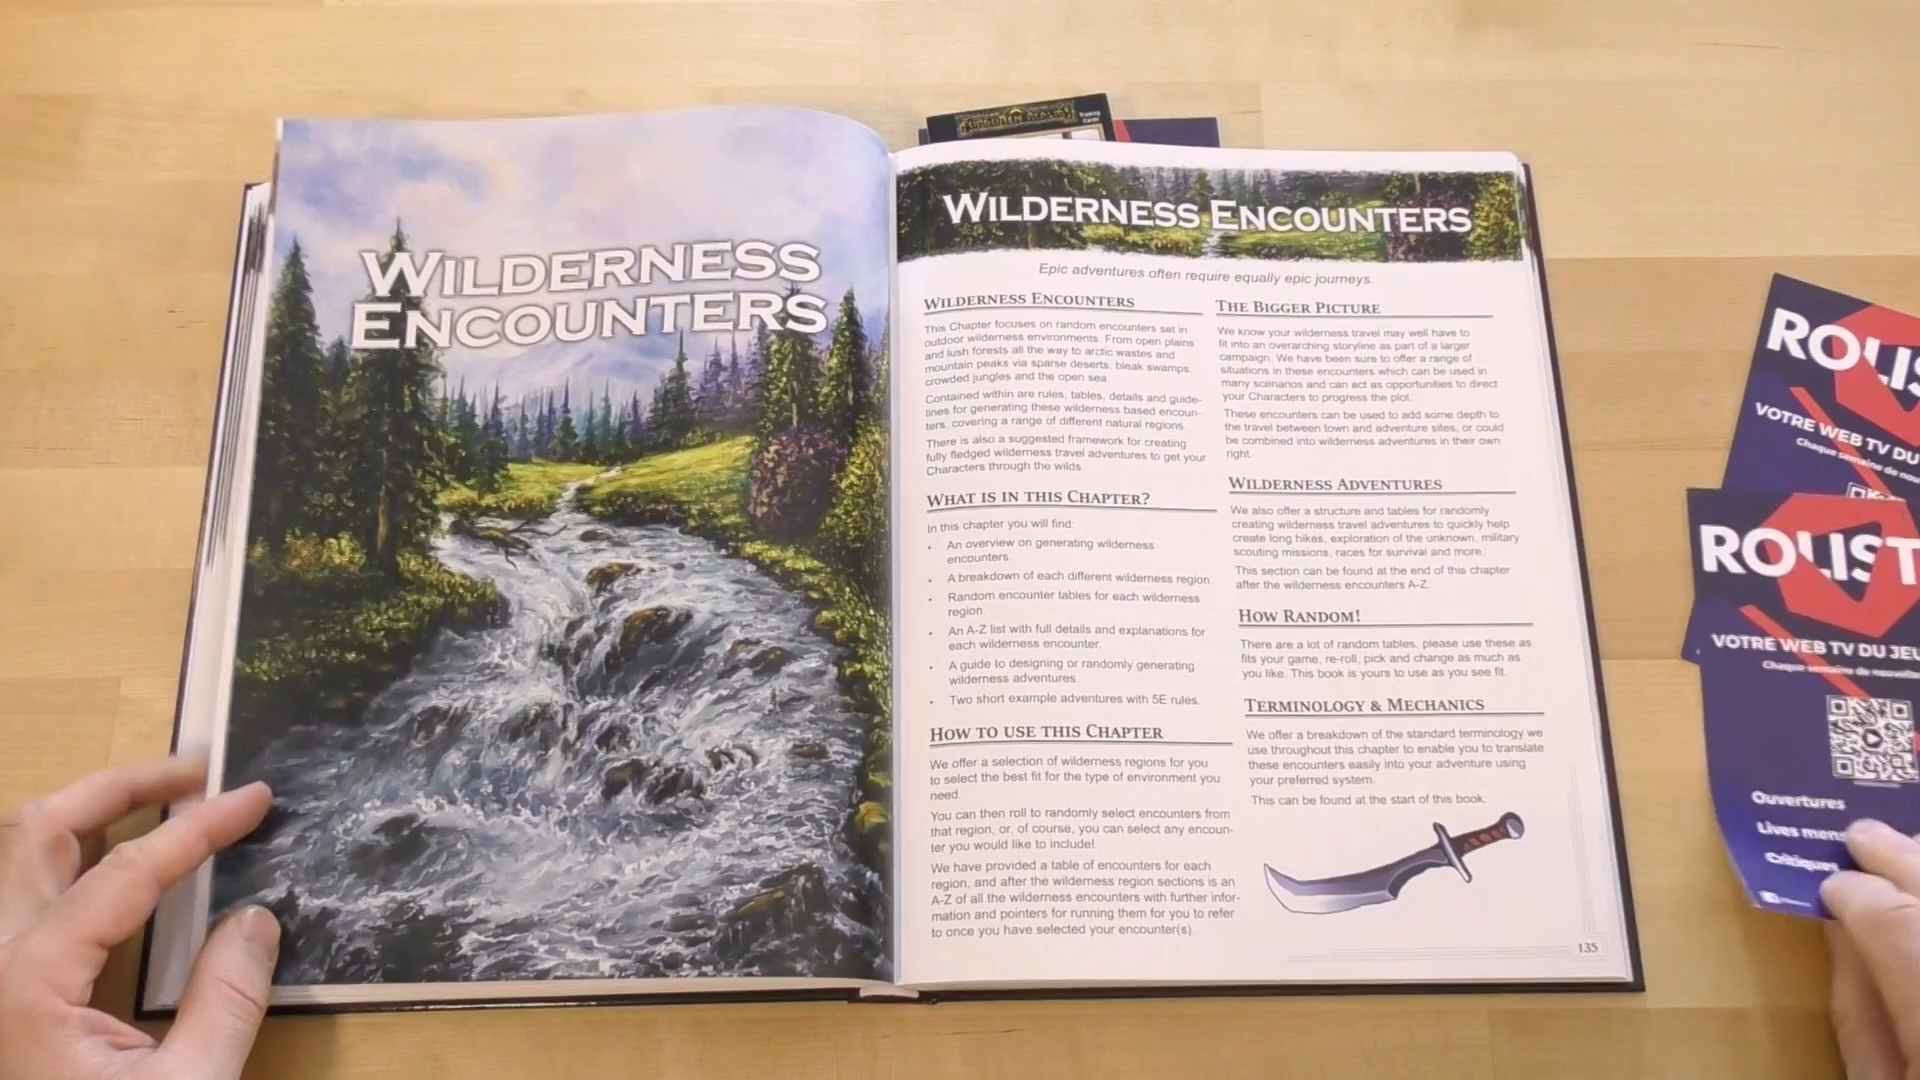 FORGOTTEN REALMS
Trading
Cards
WILDERNESS
ENCOUNTERS
WILDERNESS ENCOUNTERS
Epic adventures often require equally epic journeys.
WILDERNESS ENCOUNTERS
This Chapter focuses on random encounters set in
outdoor wilderness environments. From open plains
and lush forests all the way to arctic wastes and
mountain peaks via sparse deserts, bleak swamps,
crowded jungles and the open sea.
Contained within are rules, tables, details and guide-
lines for generating these wilderness based encoun-
ters, covering a range of different natural regions.
There is also a suggested framework for creating
fully fledged wilderness travel adventures to get your
Characters through the wilds.
WHAT IS IN THIS CHAPTER?
In this chapter you will find:
• An overview on generating wilderness
encounters.
• A breakdown of each different wilderness region.
• Random encounter tables for each wilderness
region.
• An A-Z list with full details and explanations for
each wilderness encounter.
• A guide to designing or randomly generating
wilderness adventures.
• Two short example adventures with 5E rules.
HOW TO USE THIS CHAPTER
We offer a selection of wilderness regions for you
to select the best fit for the type of environment you
need.
You can then roll to randomly select encounters from
that region, or, of course, you can select any encoun-
ter you would like to include!
We have provided a table of encounters for each
region, and after the wilderness region sections is an
A-Z of all the wilderness encounters with further infor-
mation and pointers for running them for you to refer
to once you have selected your encounter(s).
THE BIGGER PICTURE
We know your wilderness travel may well have to
fit into an overarching storyline as part of a larger
campaign. We have been sure to offer a range of
situations in these encounters which can be used in
many scenarios and can act as opportunities to direct
your Characters to progress the plot.
These encounters can be used to add some depth to
the travel between town and adventure sites, or could
be combined into wilderness adventures in their own
right.
WILDERNESS ADVENTURES
We also offer a structure and tables for randomly
creating wilderness travel adventures to quickly help
create long hikes, exploration of the unknown, military
scouting missions, races for survival and more.
This section can be found at the end of this chapter
after the wilderness encounters A-Z.
HOW RANDOM!
There are a lot of random tables, please use these as
fits your game, re-roll, pick and change as much as
you like. This book is yours to use as you see fit.
TERMINOLOGY & MECHANICS
We offer a breakdown of the standard terminology we
use throughout this chapter to enable you to translate
these encounters easily into your adventure using
your preferred system.
This can be found at the start of this book.
135
ROLIS
VOTRE WEB TV DU
Chaque semaine de nou
ROLIST
VOTRE WEB TV DU JEU
Chaque semaine de nouvelles
Ouvertures
Lives mens
Critiques